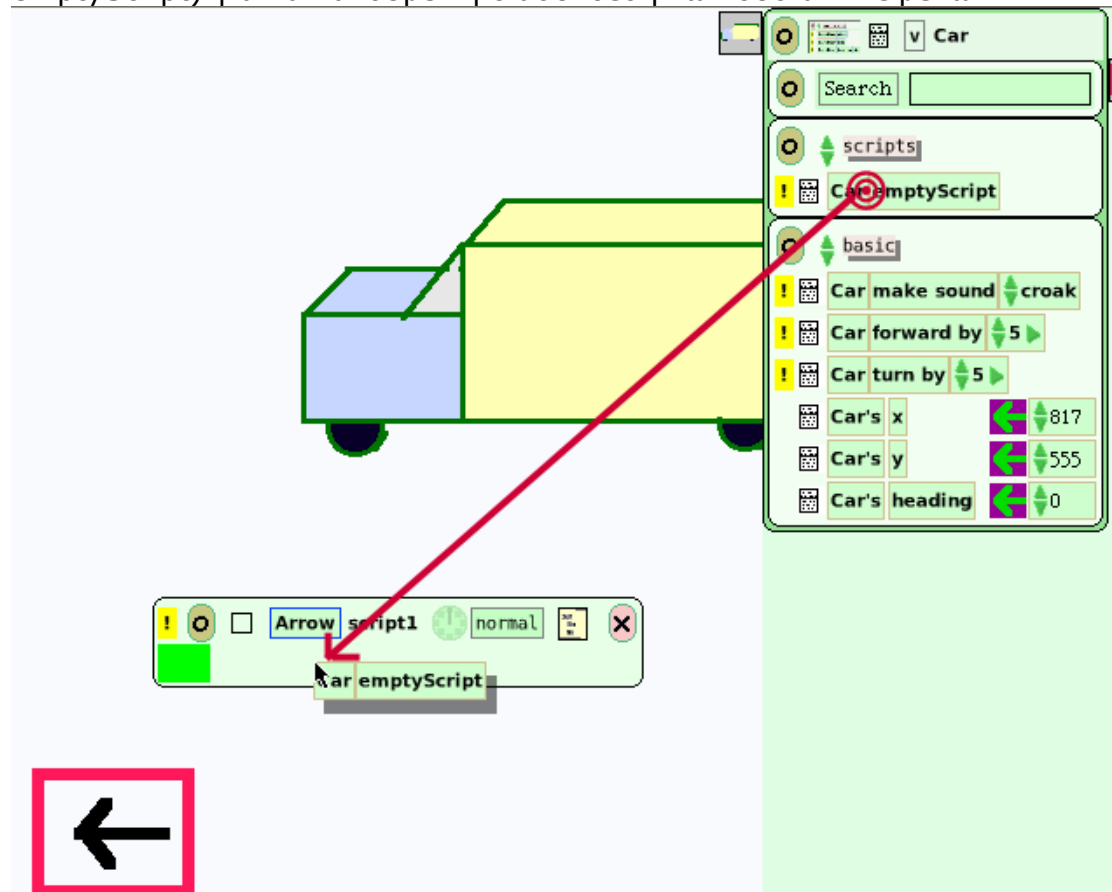 v Car
Search
scripts
! Car emptyScript
basic
! Car make sound croak
! Car forward by 5
! Car turn by 5
Car's x 817
Car's y 555
Car's heading 0
! Arrow script1 normal
Car emptyScript